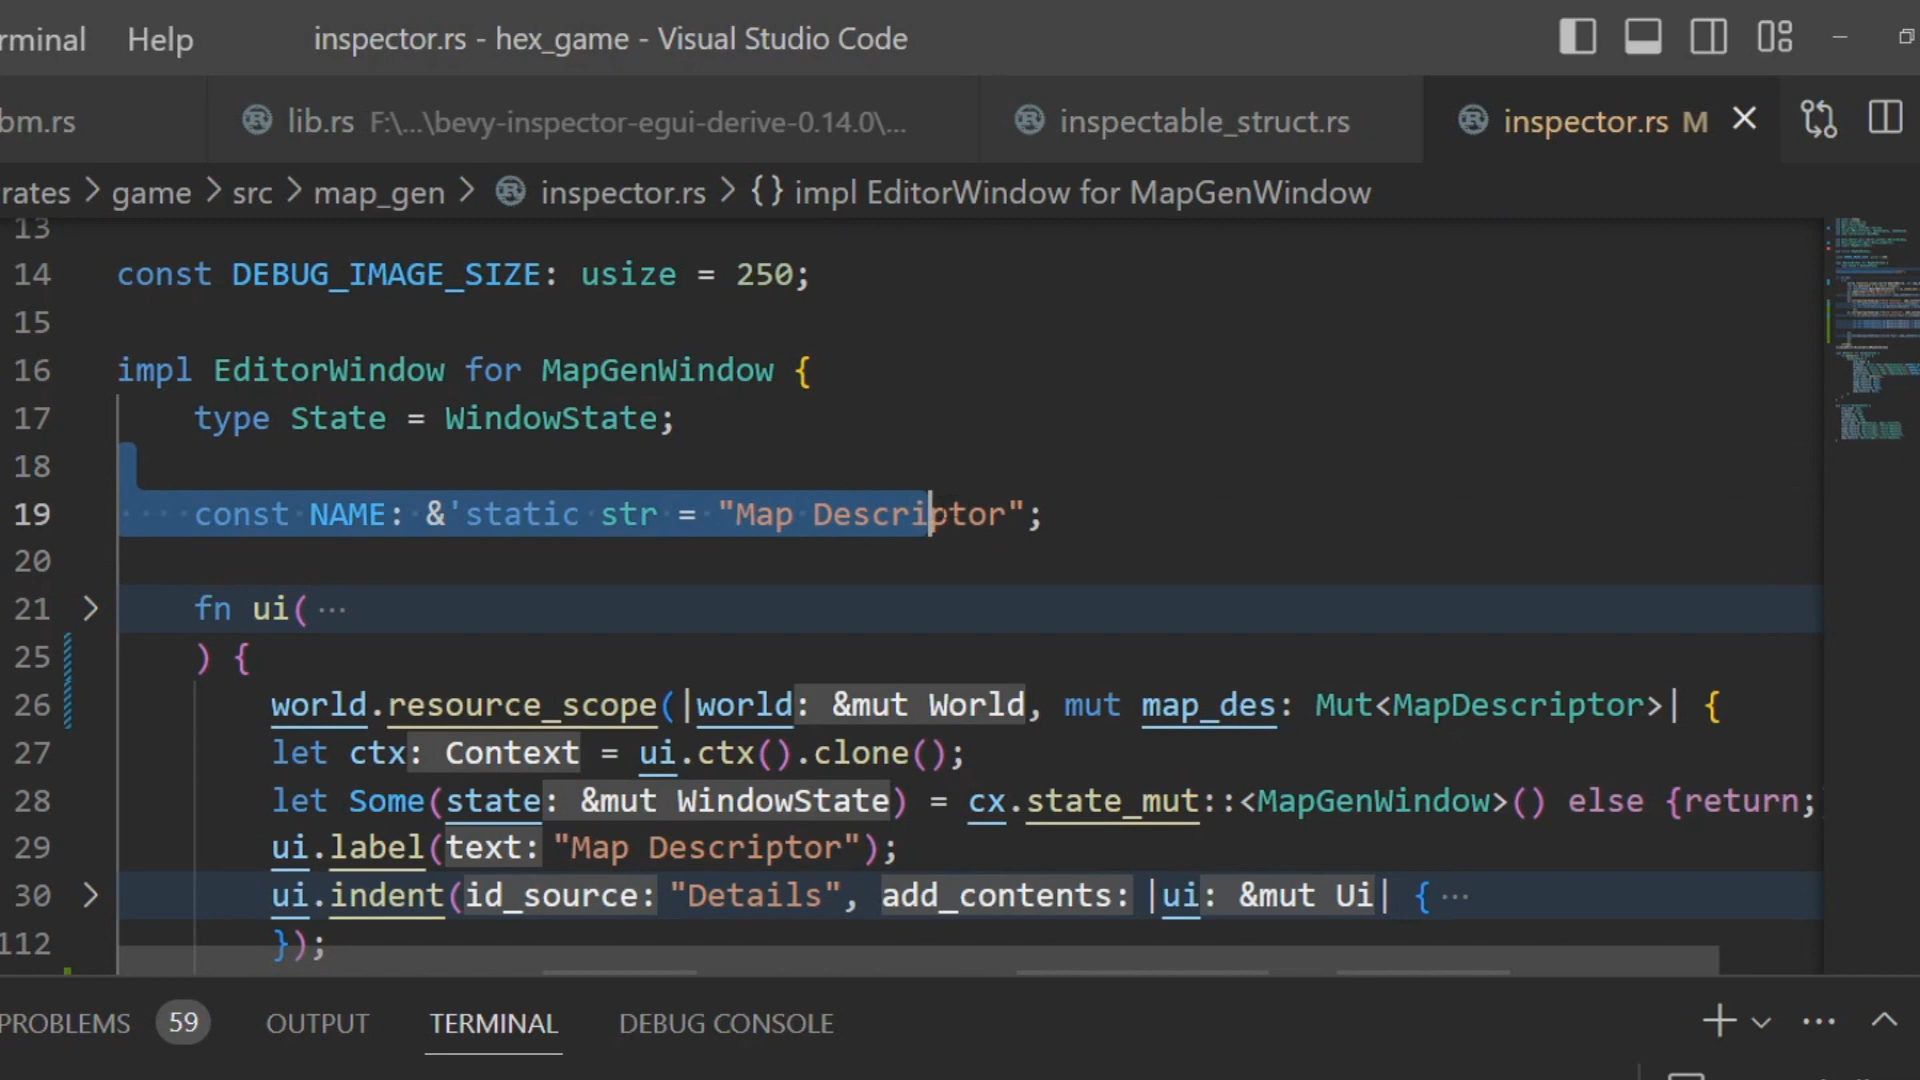 rminal Help inspector.rs - hex_game - Visual Studio Code
bm.rs lib.rs F:\...\bevy-inspector-egui-derive-0.14.0\... inspectable_struct.rs inspector.rs M
rates > game > src > map_gen > inspector.rs > {} impl EditorWindow for MapGenWindow
13
14 const DEBUG_IMAGE_SIZE: usize = 250;
15
16 impl EditorWindow for MapGenWindow {
17 type State = WindowState;
18
19 const NAME: &'static str = "Map Descriptor";
20
21 fn ui( ...
25 ) {
26 world.resource_scope(|world: &mut World, mut map_des: Mut<MapDescriptor>| {
27 let ctx: Context = ui.ctx().clone();
28 let Some(state: &mut WindowState) = cx.state_mut::<MapGenWindow>() else {return;
29 ui.label(text: "Map Descriptor");
30 ui.indent(id_source: "Details", add_contents: |ui: &mut Ui| { ...
112 });
PROBLEMS 59 OUTPUT TERMINAL DEBUG CONSOLE